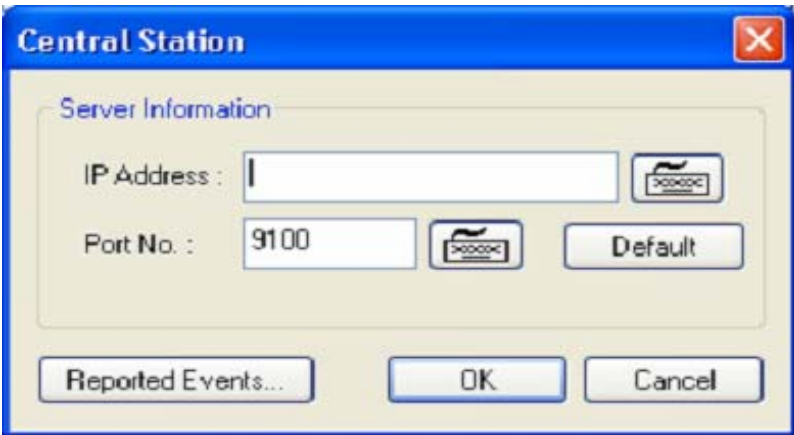 Central Station
Server Information
IP Address :
Port No. : 9100 Default
Reported Events... OK Cancel